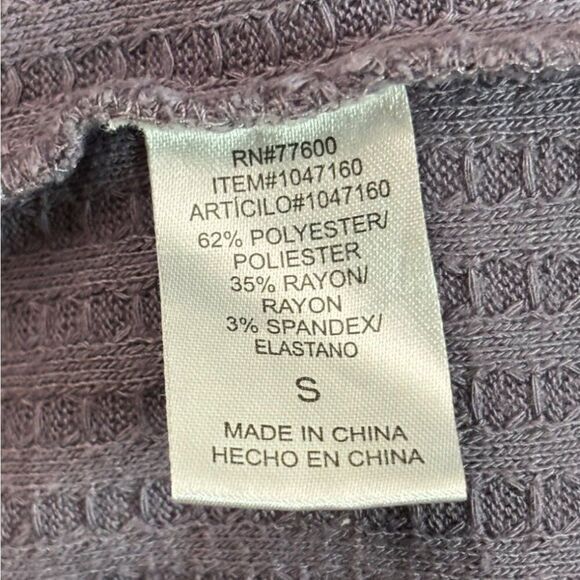 RN#77600
ITEM#1047160
ARTÍCILO#1047160
62% POLYESTER/
POLIESTER
35% RAYON/
RAYON
3% SPANDEX/
ELASTANO
S
MADE IN CHINA
HECHO EN CHINA